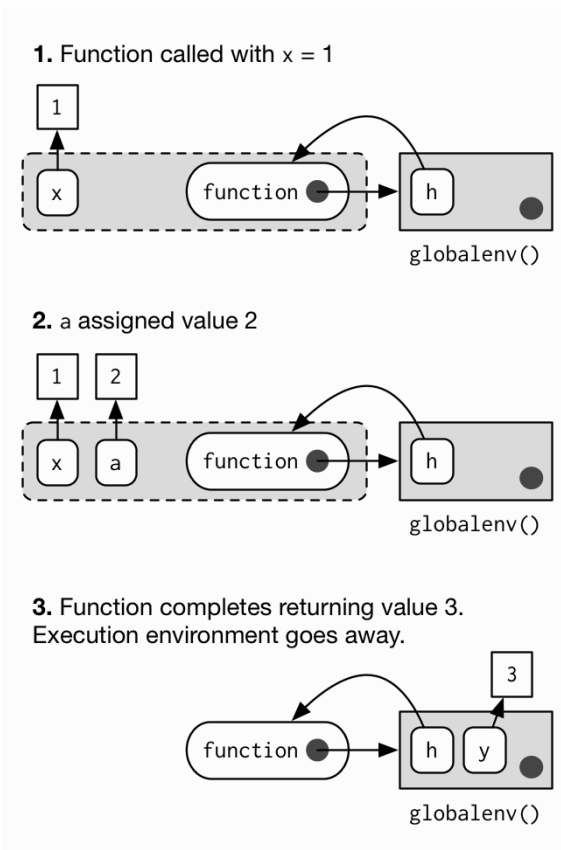 1. Function called with x = 1
1
x
function
h
globalenv()
2. a assigned value 2
1 2
x a
function
h
globalenv()
3. Function completes returning value 3.
Execution environment goes away.
3
function
h y
globalenv()